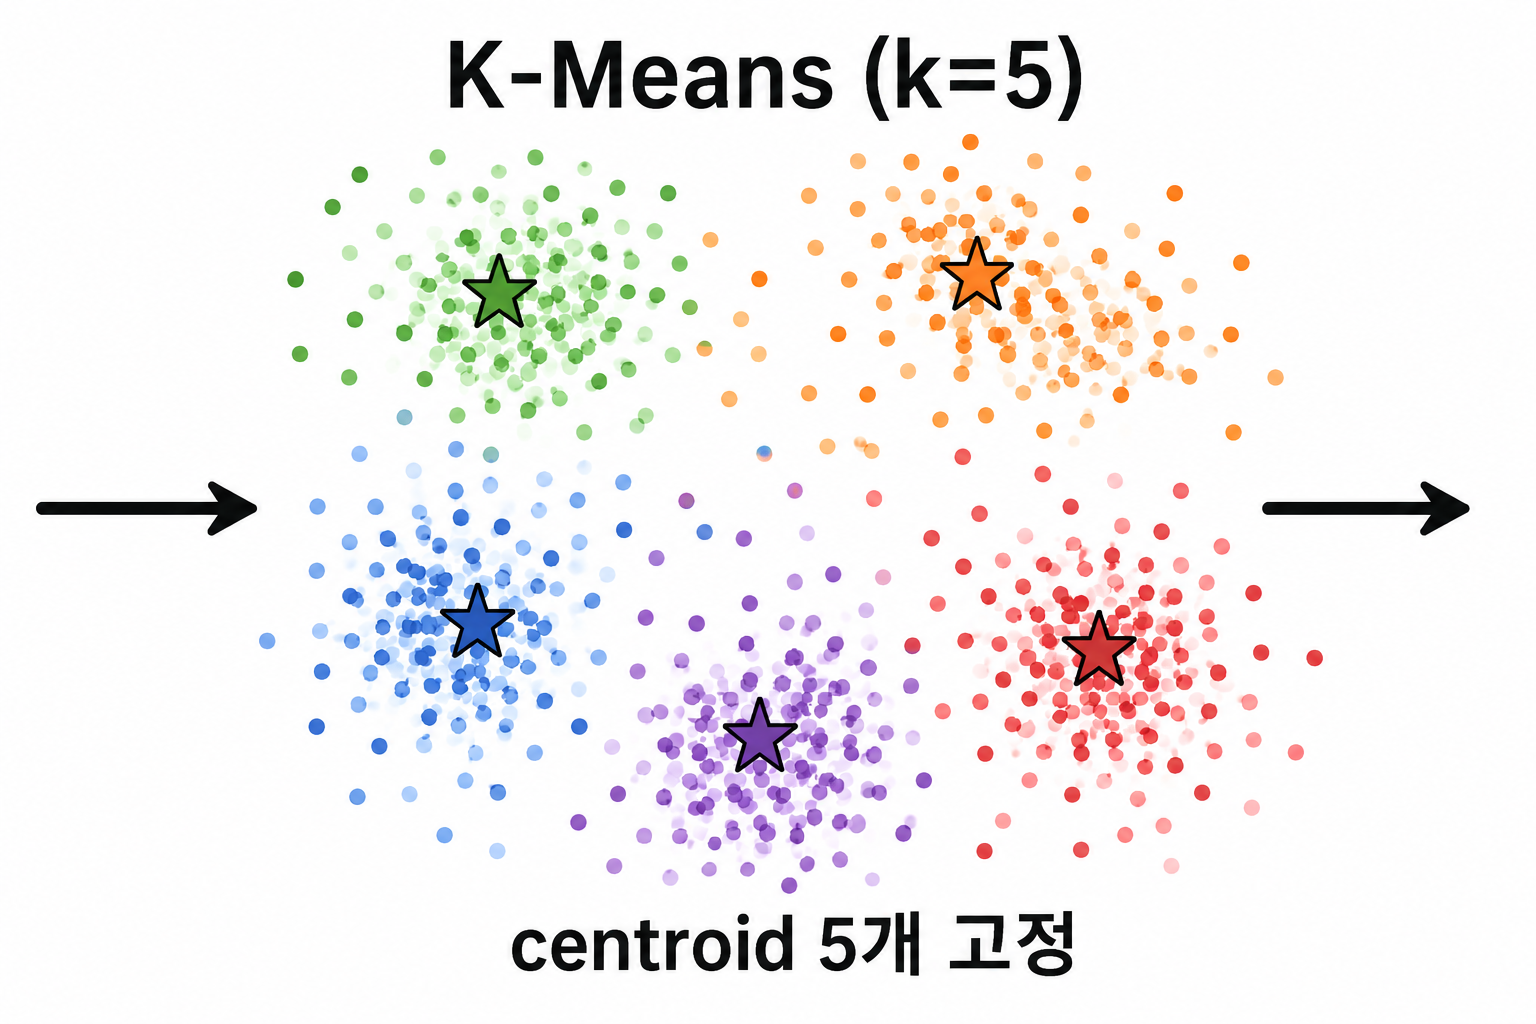 K-Means (k=5)
centroid 5개 고정